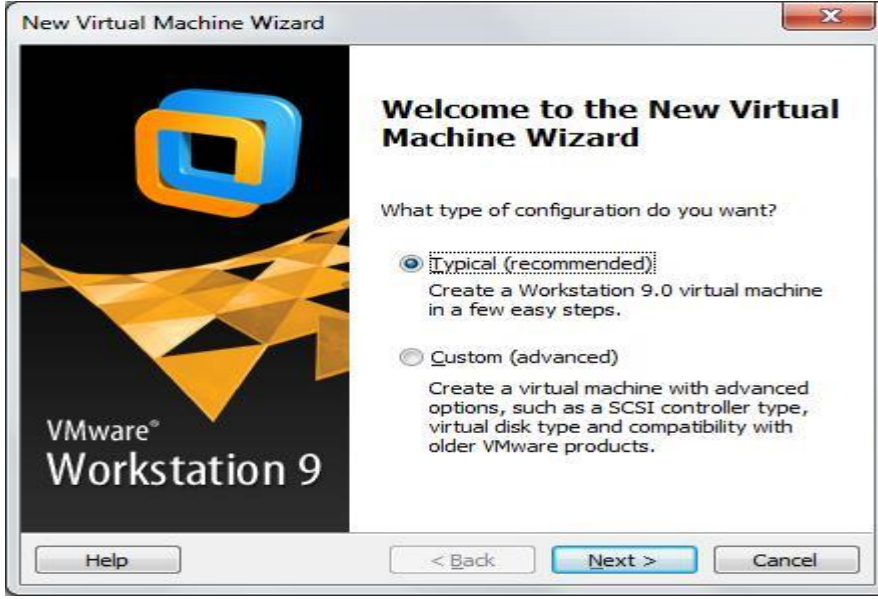 New Virtual Machine Wizard
Welcome to the New Virtual
Machine Wizard
What type of configuration do you want?
Typical (recommended)
Create a Workstation 9.0 virtual machine
in a few easy steps.
Custom (advanced)
Create a virtual machine with advanced
options, such as a SCSI controller type,
virtual disk type and compatibility with
older VMware products.
VMware®
Workstation 9
Help
< Back
Next >
Cancel